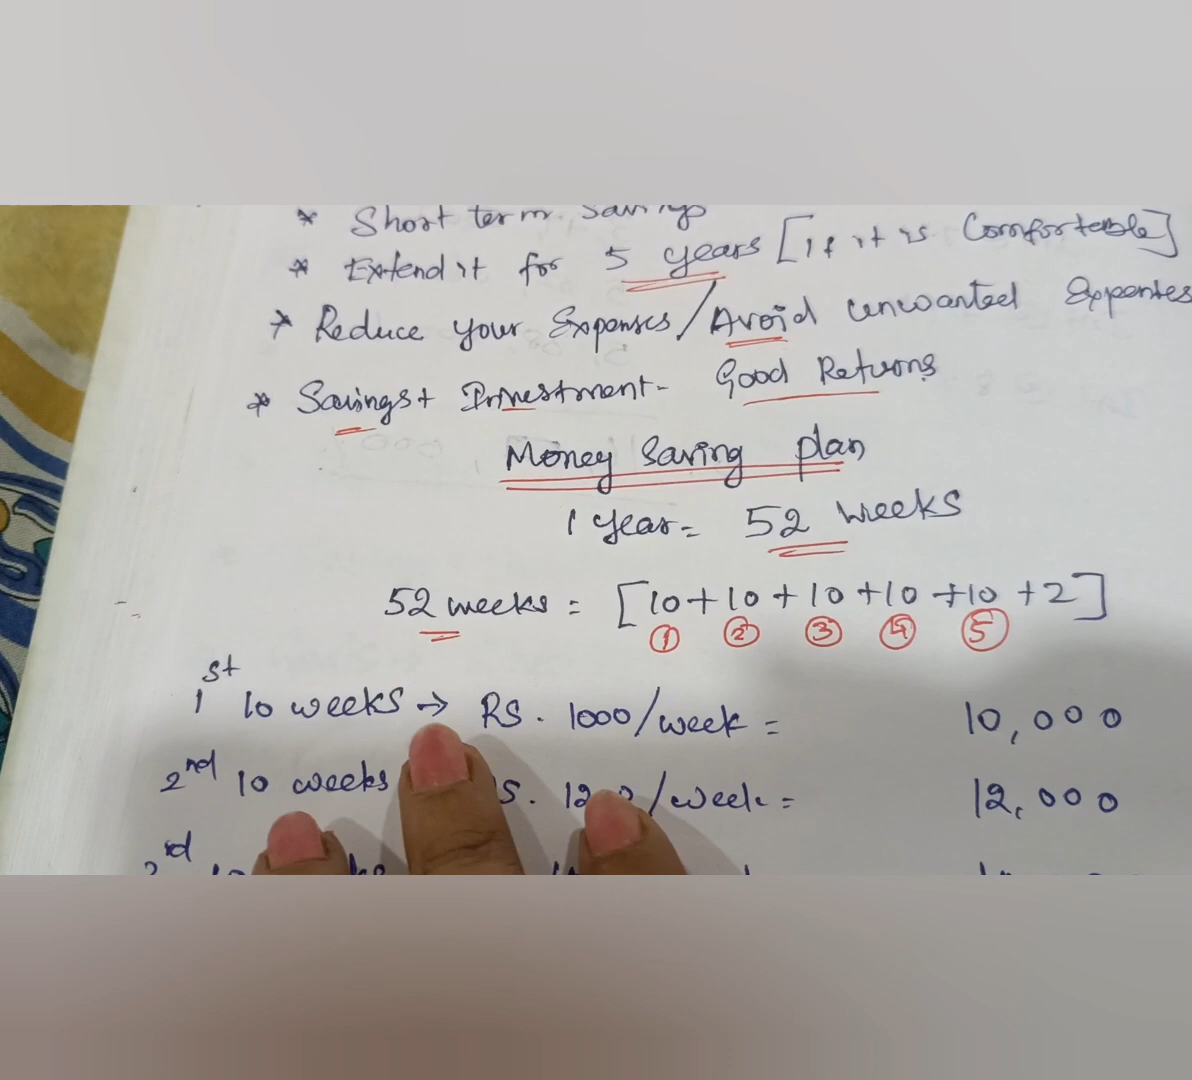 * Short term savings
* Extend it for 5 years [if it is Comfortable]
* Reduce your Expenses/Avoid unwanted Expenses
* Savings + Investment - Good Returns
Money Saving plan
1 year = 52 weeks
52 weeks = [10+10+10+10+10+2]
1 2 3 4 5
1st 10 weeks → RS. 1000/week = 10,000
2nd 10 weeks /week = 12,000